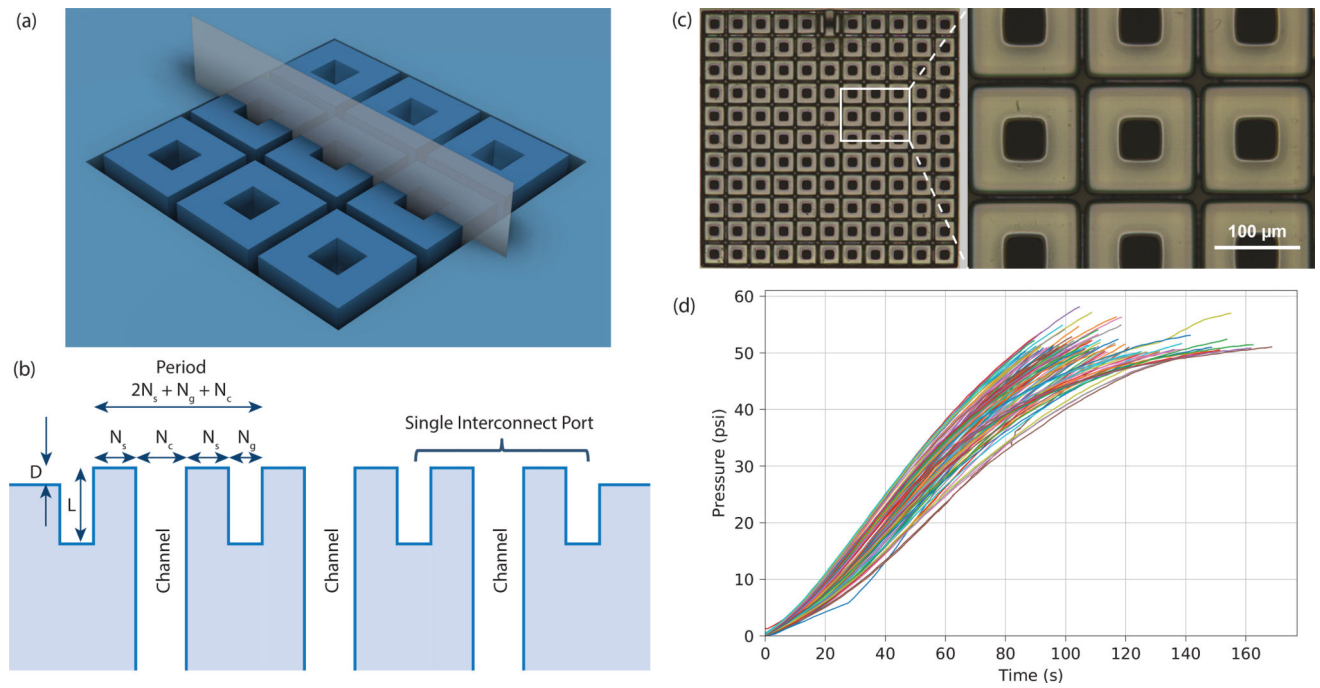 (a)
(b)
Period
2Ns + Ng + Nc
Ns
Nc
Ns
Ng
Single Interconnect Port
D
L
Channel
Channel
Channel
(c)
100 µm
(d)
60
50
40
30
20
10
0
Pressure (psi)
0
20
40
60
80
100
120
140
160
Time (s)